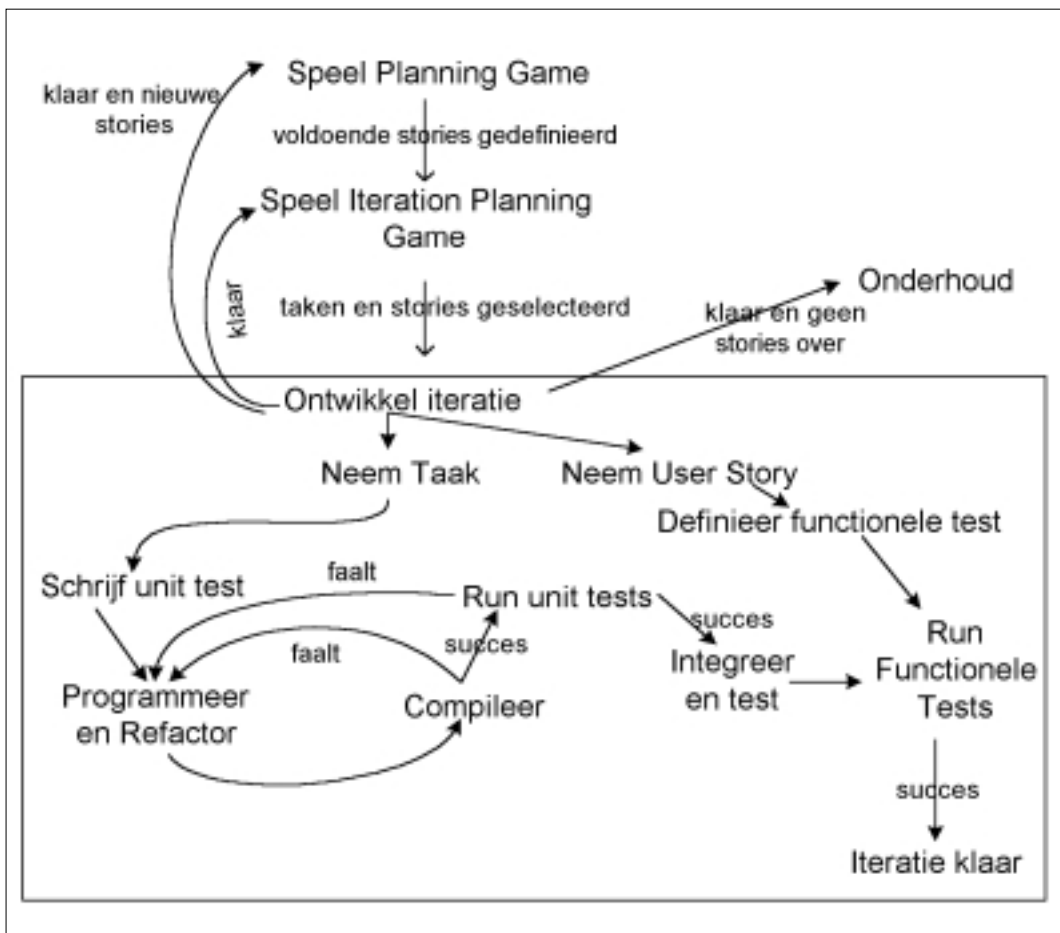 Speel Planning Game
klaar en nieuwe
stories
voldoende stories gedefinieerd
Speel Iteration Planning
Game
klaar
taken en stories geselecteerd
Onderhoud
klaar en geen
stories over
Ontwikkel iteratie
Neem Taak
Neem User Story
Definieer functionele test
Schrijf unit test
faalt
Run unit tests
succes
faalt
succes
Programmeer
en Refactor
Compileer
Integreer
en test
Run
Functionele
Tests
succes
Iteratie klaar